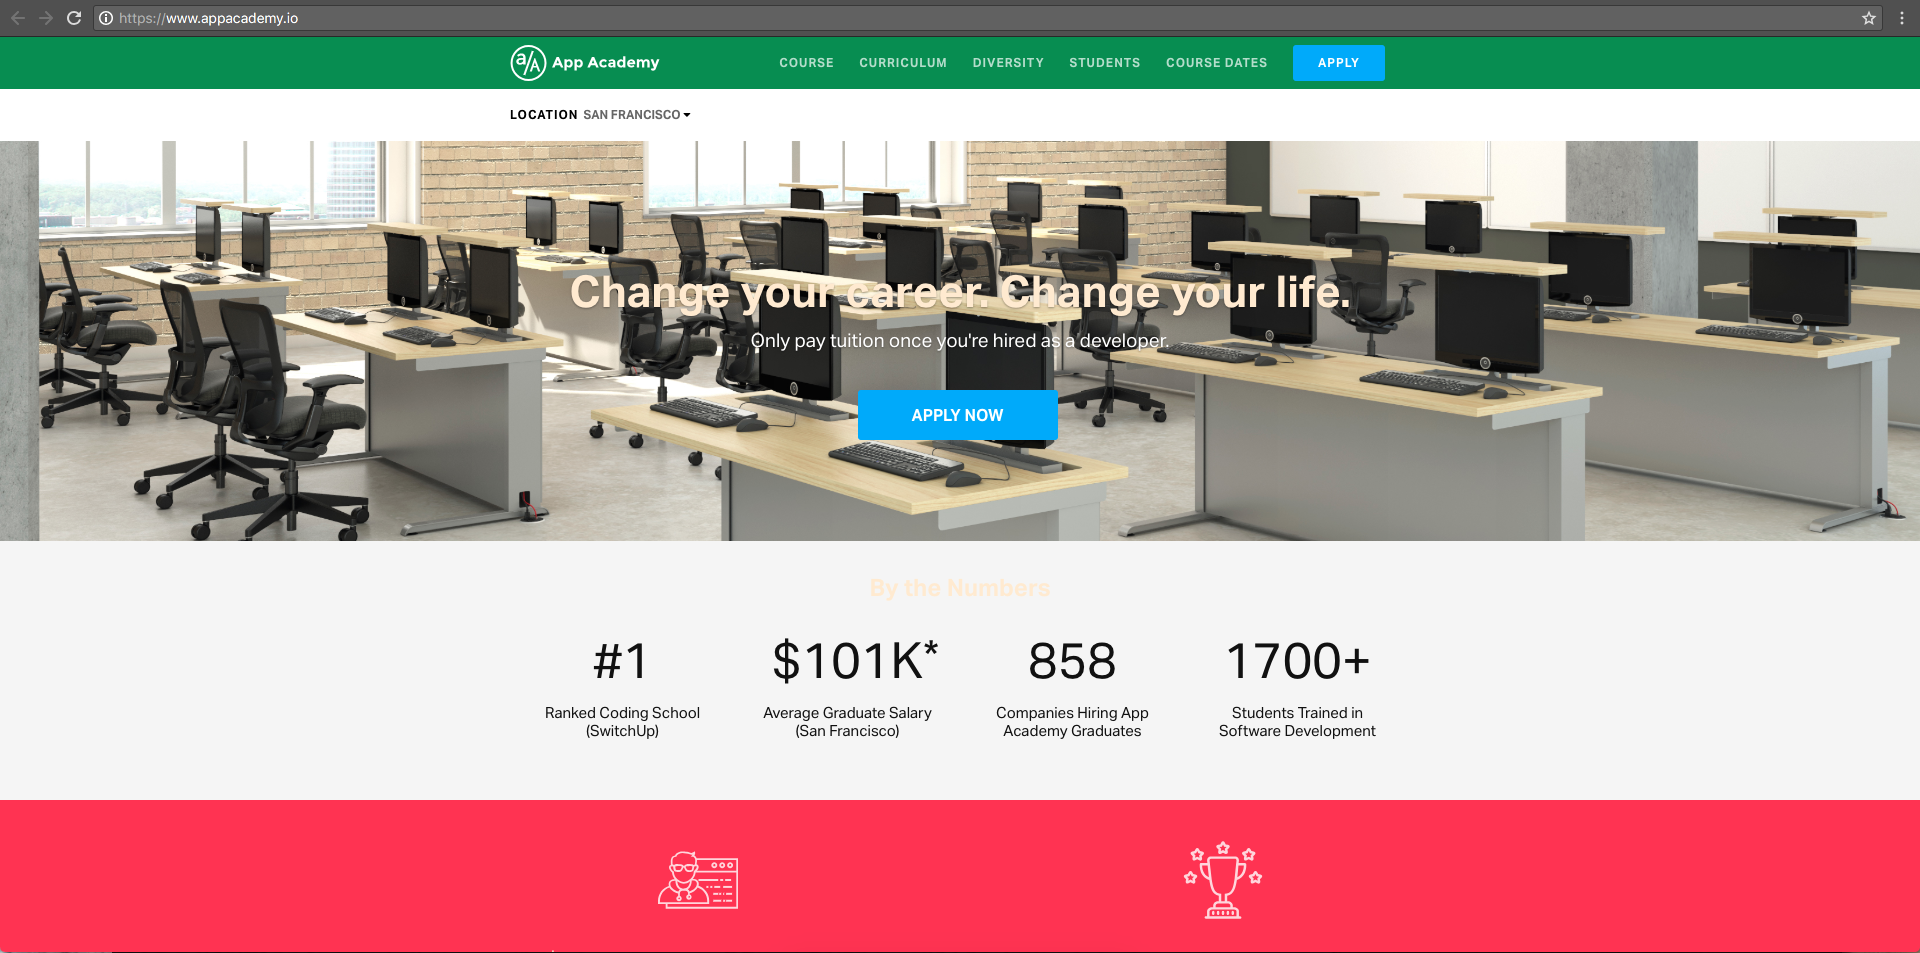 https://www.appacademy.io
a/A App Academy
COURSE CURRICULUM DIVERSITY STUDENTS COURSE DATES APPLY
LOCATION SAN FRANCISCO
Change your career. Change your life.
Only pay tuition once you're hired as a developer.
APPLY NOW
By the Numbers
#1
Ranked Coding School
(SwitchUp)
$101K*
Average Graduate Salary
(San Francisco)
858
Companies Hiring App
Academy Graduates
1700+
Students Trained in
Software Development